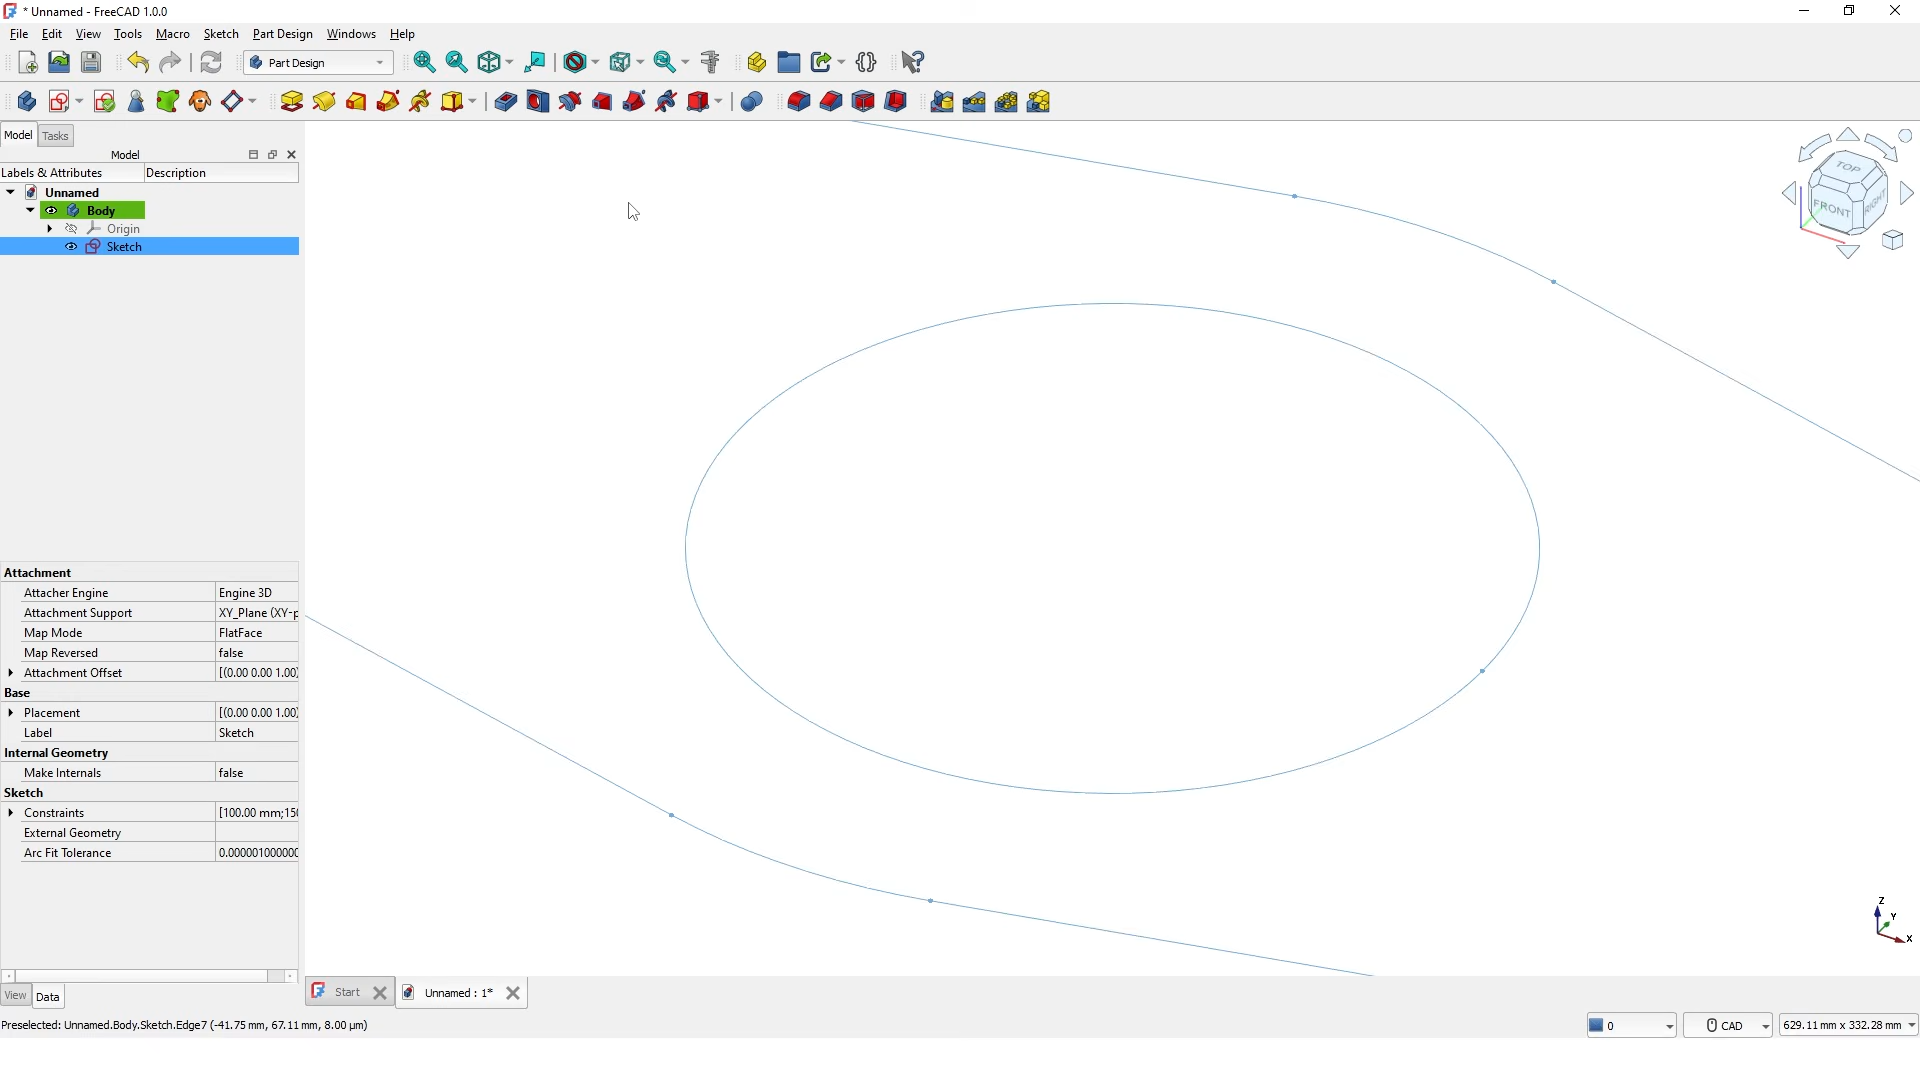 * Unnamed - FreeCAD 1.0.0
File Edit View Tools Macro Sketch Part Design Windows Help
Part Design
Model Tasks
Model
Labels & Attributes Description
Unnamed
Body
Origin
Sketch
TOP
FRONT
RIGHT
Attachment
Attacher Engine Engine 3D
Attachment Support XY_Plane (XY-p
Map Mode FlatFace
Map Reversed false
Attachment Offset [(0.00 0.00 1.00)
Base
Placement [(0.00 0.00 1.00)
Label Sketch
Internal Geometry
Make Internals false
Sketch
Constraints [100.00 mm;150
External Geometry
Arc Fit Tolerance 0.000001000000
Z
Y
X
View Data
Start Unnamed : 1*
Preselected: Unnamed.Body.Sketch.Edge7 (-41.75 mm, 67.11 mm, 8.00 µm)
0 CAD 629.11 mm x 332.28 mm